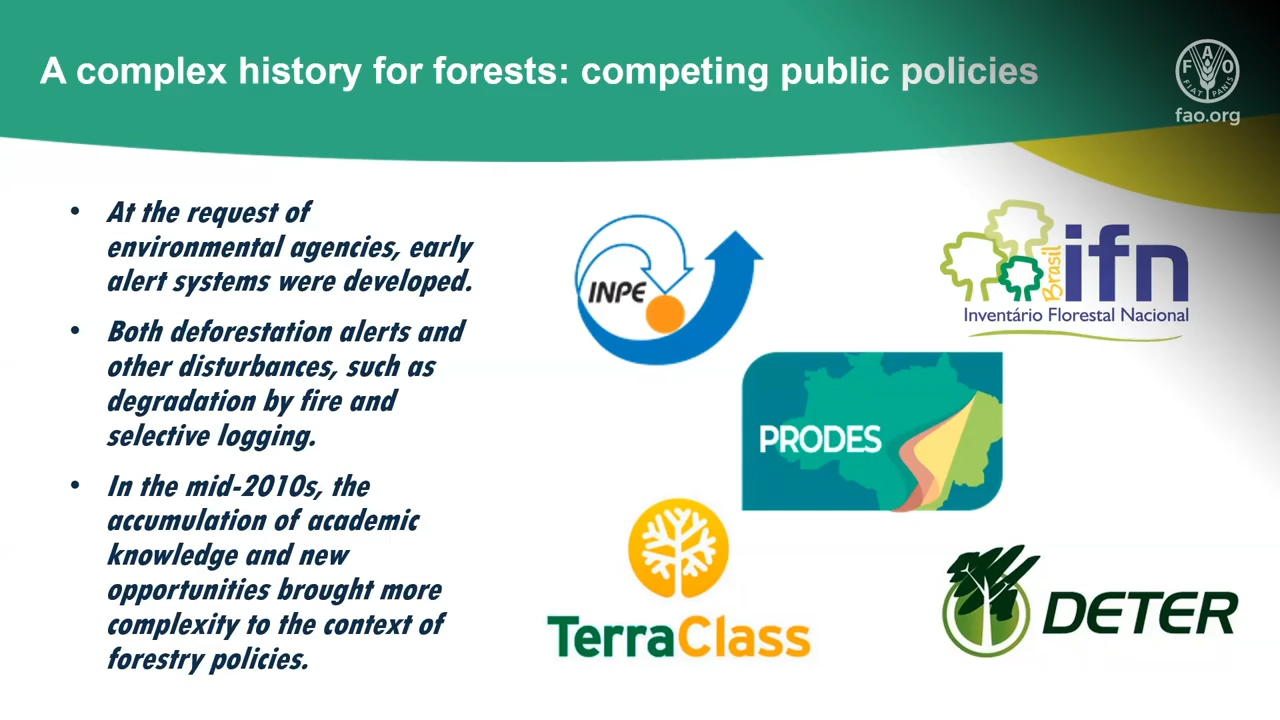 A complex history for forests: competing public policies
F A O
FIAT PANIS
fao.org
• At the request of
environmental agencies, early
alert systems were developed.
• Both deforestation alerts and
other disturbances, such as
degradation by fire and
selective logging.
• In the mid-2010s, the
accumulation of academic
knowledge and new
opportunities brought more
complexity to the context of
forestry policies.
INPE
Brasil
ifn
Inventário Florestal Nacional
PRODES
TerraClass
DETER